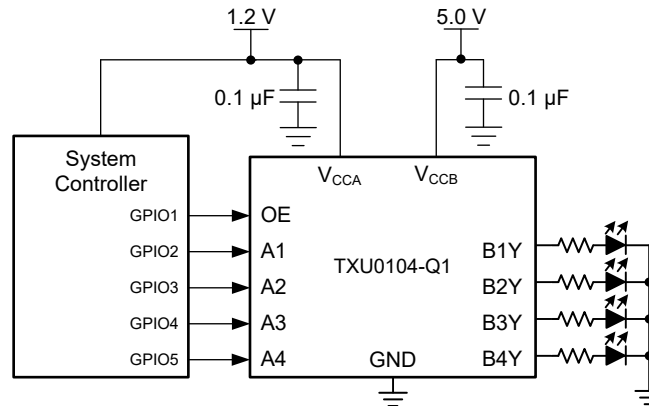 1.2 V
5.0 V
0.1 µF
0.1 µF
System
Controller
VCCA
VCCB
GPIO1
OE
GPIO2
A1
B1Y
TXU0104-Q1
GPIO3
A2
B2Y
GPIO4
A3
B3Y
GPIO5
A4
GND
B4Y